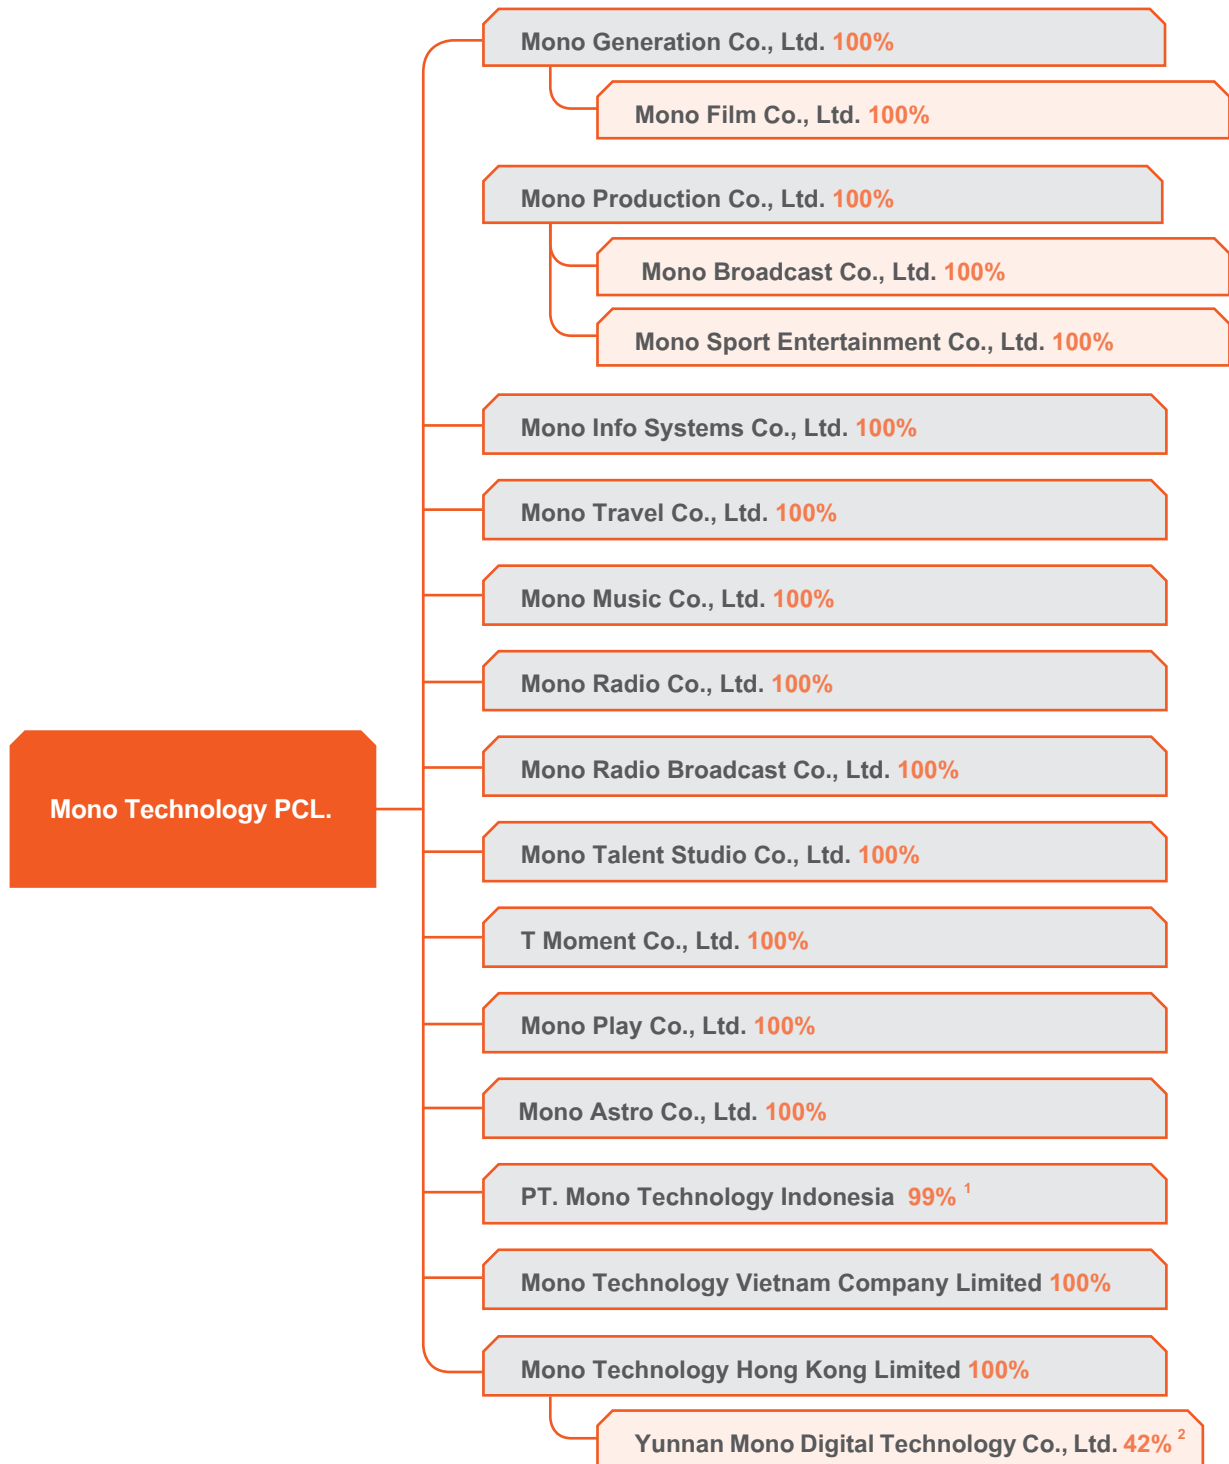 Mono Generation Co., Ltd. 100%
Mono Film Co., Ltd. 100%
Mono Production Co., Ltd. 100%
Mono Broadcast Co., Ltd. 100%
Mono Sport Entertainment Co., Ltd. 100%
Mono Info Systems Co., Ltd. 100%
Mono Travel Co., Ltd. 100%
Mono Music Co., Ltd. 100%
Mono Radio Co., Ltd. 100%
Mono Technology PCL.
Mono Radio Broadcast Co., Ltd. 100%
Mono Talent Studio Co., Ltd. 100%
T Moment Co., Ltd. 100%
Mono Play Co., Ltd. 100%
Mono Astro Co., Ltd. 100%
PT. Mono Technology Indonesia 99% 1
Mono Technology Vietnam Company Limited 100%
Mono Technology Hong Kong Limited 100%
Yunnan Mono Digital Technology Co., Ltd. 42% 2